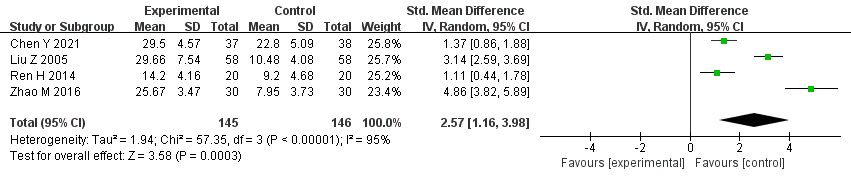 Experimental Control Std. Mean Difference Std. Mean Difference
Study or Subgroup Mean SD Total Mean SD Total Weight IV, Random, 95% CI IV, Random, 95% CI
Chen Y 2021 29.5 4.57 37 22.8 5.09 38 25.8% 1.37 [0.86, 1.88]
Liu Z 2005 29.66 7.54 58 10.48 4.08 58 25.5% 3.14 [2.59, 3.69]
Ren H 2014 14.2 4.16 20 9.2 4.68 20 25.2% 1.11 [0.44, 1.78]
Zhao M 2016 25.67 3.47 30 7.95 3.73 30 23.4% 4.86 [3.82, 5.89]
Total (95% CI) 145 146 100.0% 2.57 [1.16, 3.98]
Heterogeneity: Tau² = 1.94; Chi² = 57.35, df = 3 (P < 0.00001); I² = 95%
Test for overall effect: Z = 3.58 (P = 0.0003)
-4 -2 0 2 4
Favours [experimental] Favours [control]